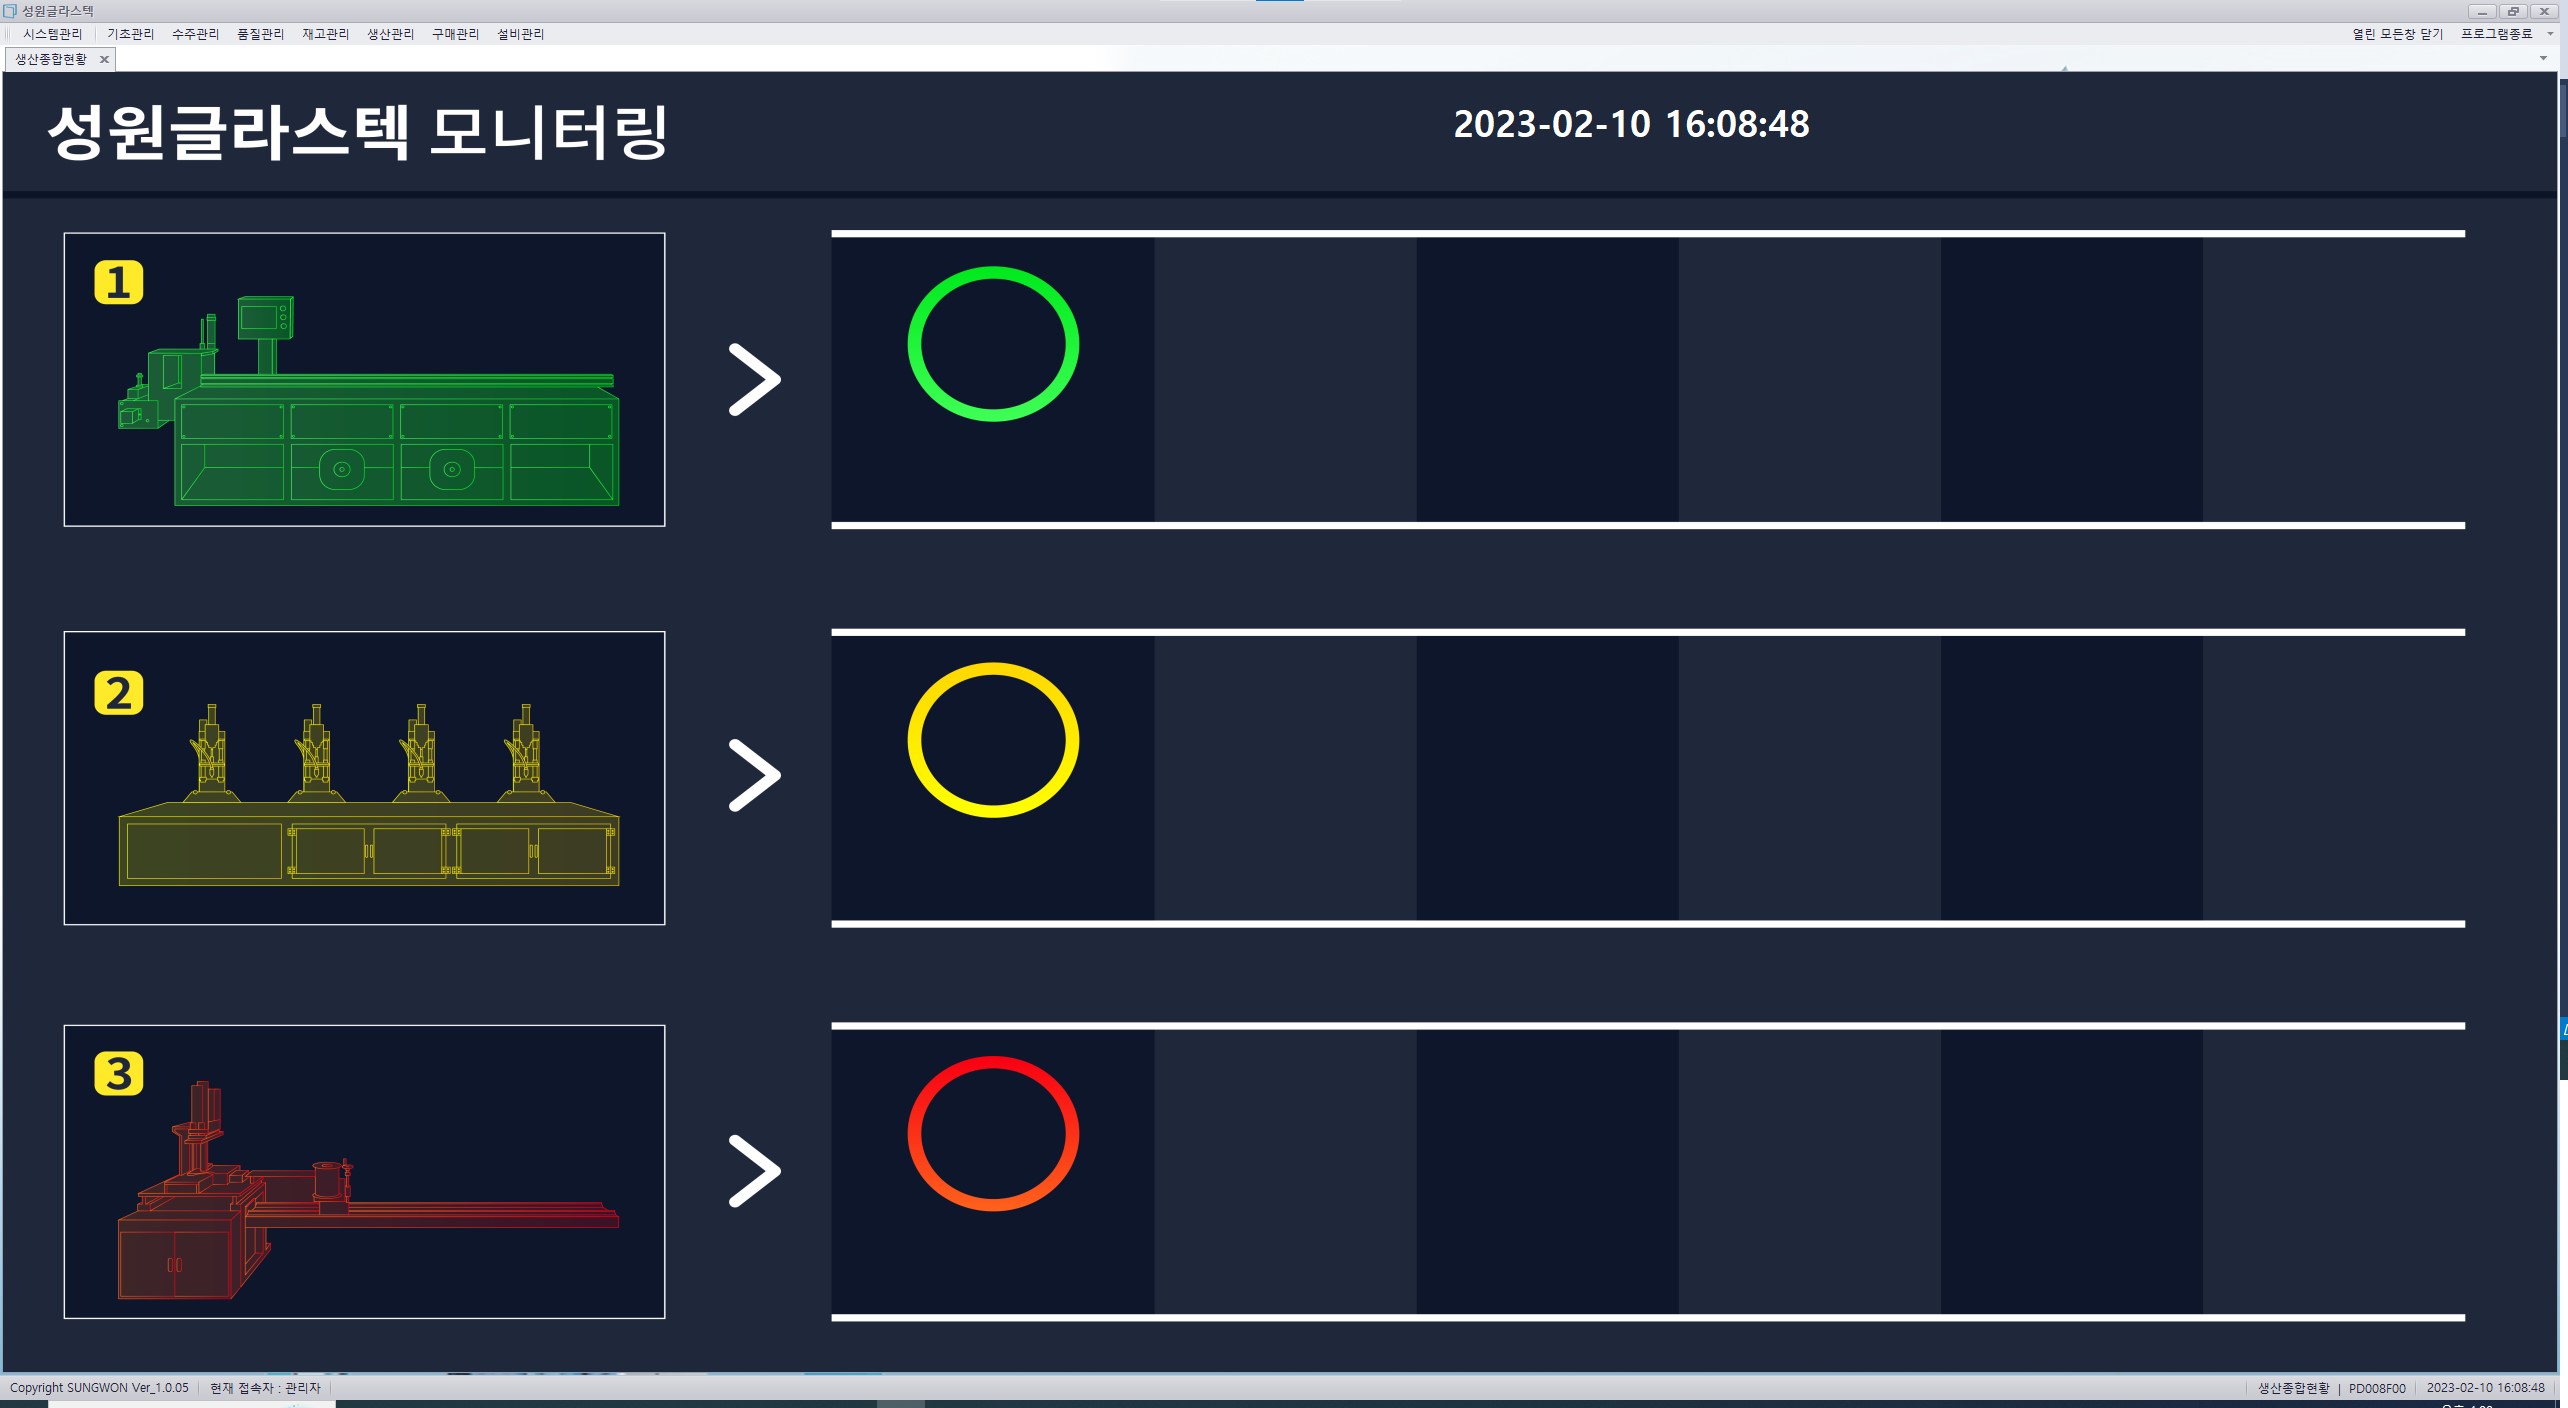 성원글라스텍
시스템관리 기초관리 수주관리 품질관리 재고관리 생산관리 구매관리 설비관리 열린 모든창 닫기 프로그램종료
생산종합현황
성원글라스텍 모니터링 2023-02-10 16:08:48
1
2
3
Copyright SUNGWON Ver_1.0.05 현재 접속자 : 관리자 생산종합현황 | PD008F00 2023-02-10 16:08:48